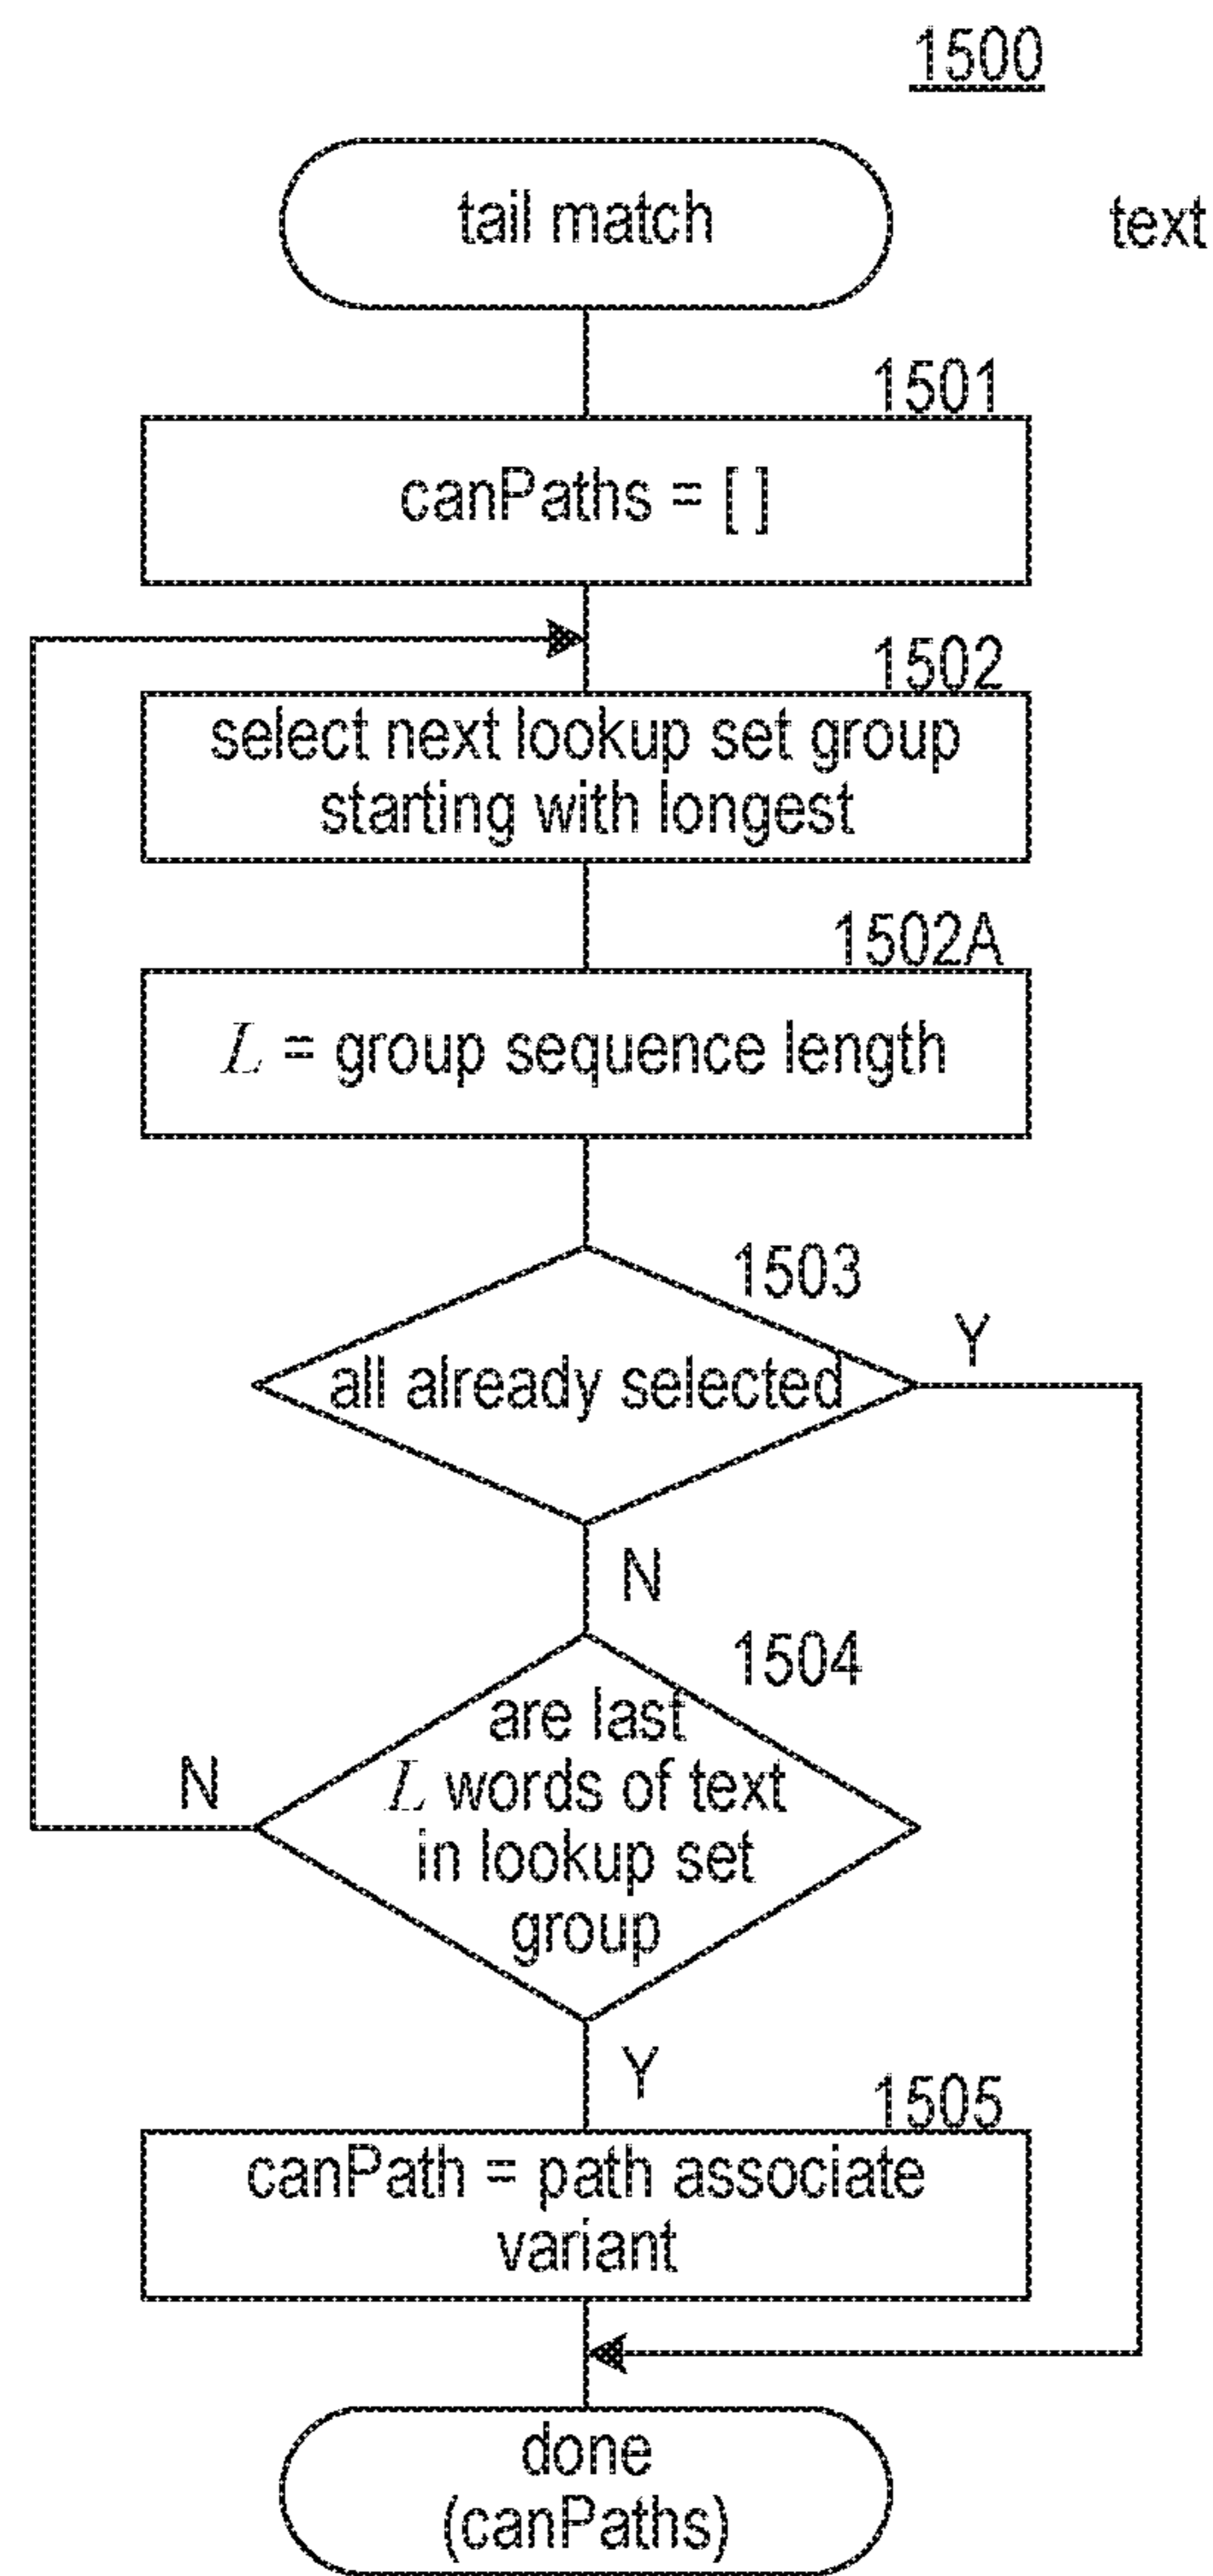 1500
tail match
text
1501
canPaths = [ ]
1502
select next lookup set group
starting with longest
1502A
L = group sequence length
1503
all already selected
Y
N
1504
are last
L words of text
in lookup set
group
N
Y
1505
canPath = path associate
variant
done
(canPaths)